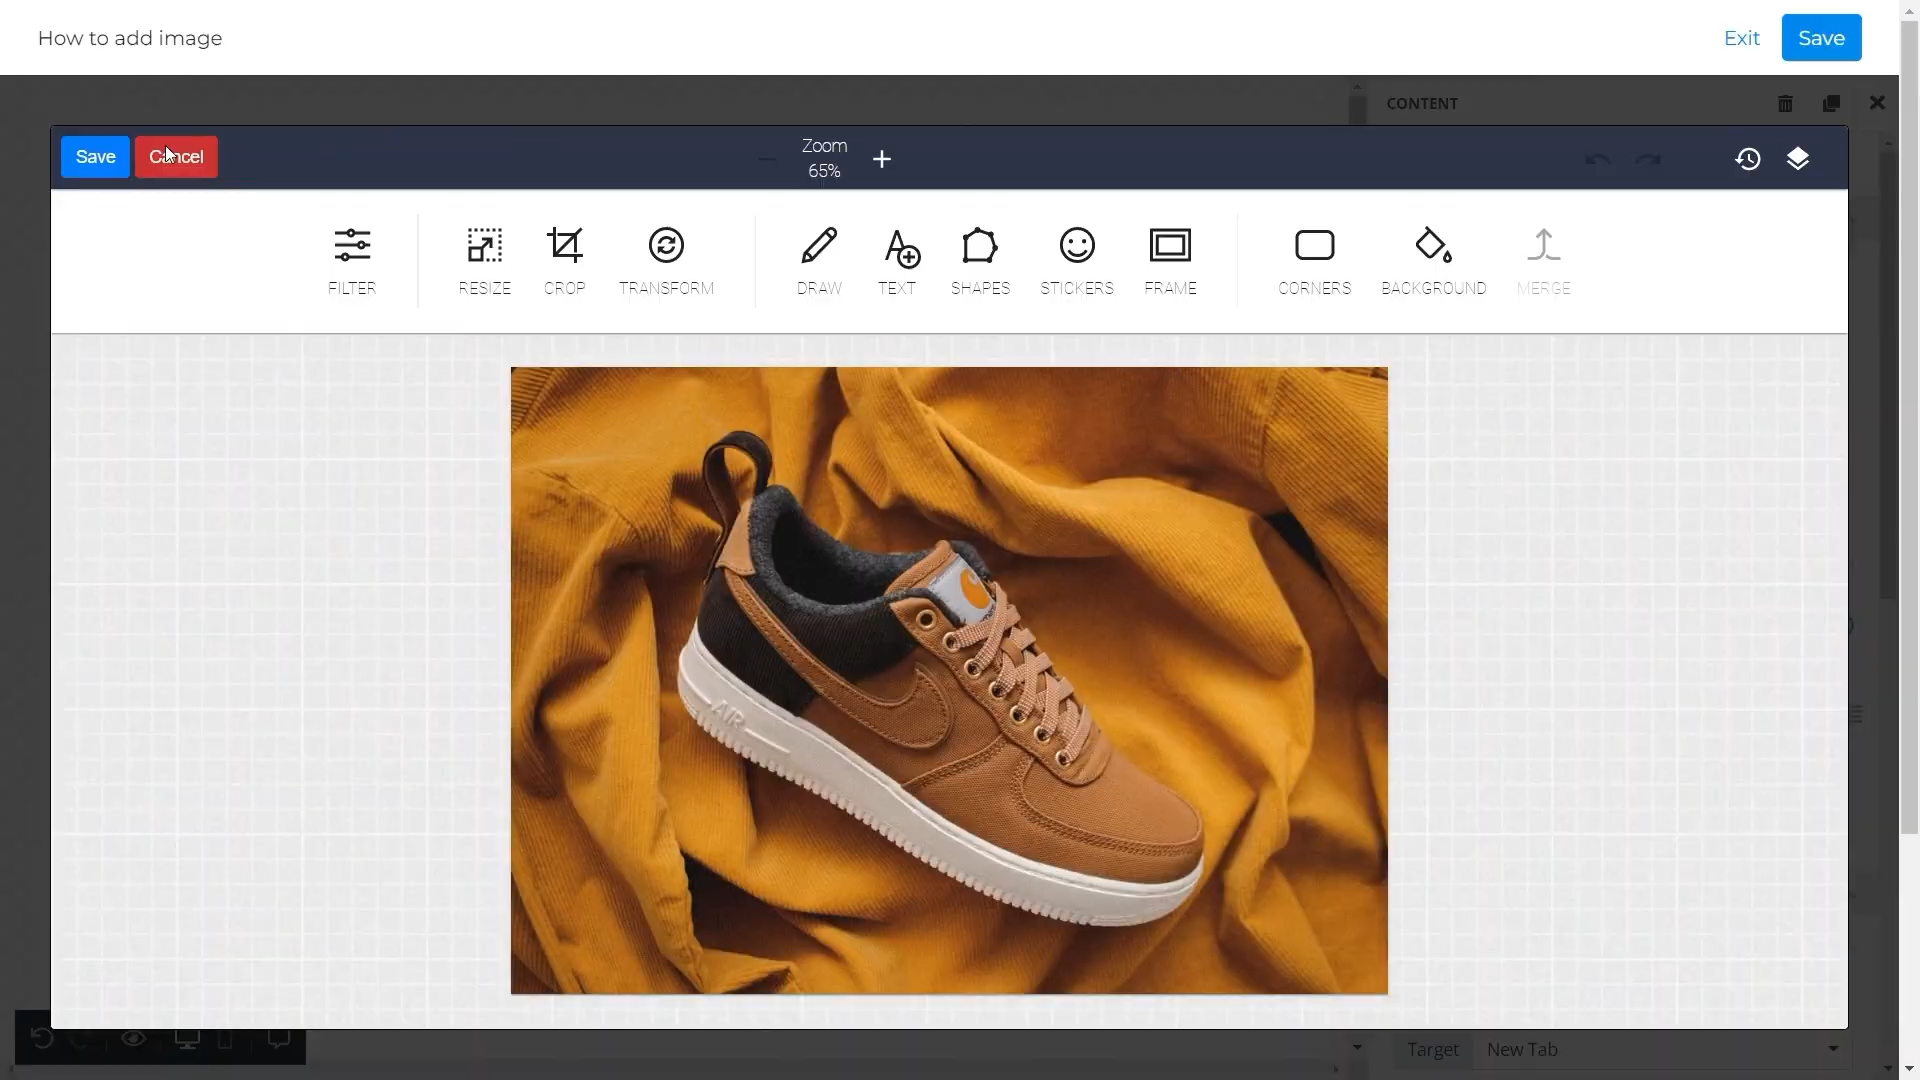 How to add image
Exit
Save
CONTENT
Save
Cancel
Zoom
65%
FILTER
RESIZE
CROP
TRANSFORM
DRAW
TEXT
SHAPES
STICKERS
FRAME
CORNERS
BACKGROUND
MERGE
AIR
Target
New Tab